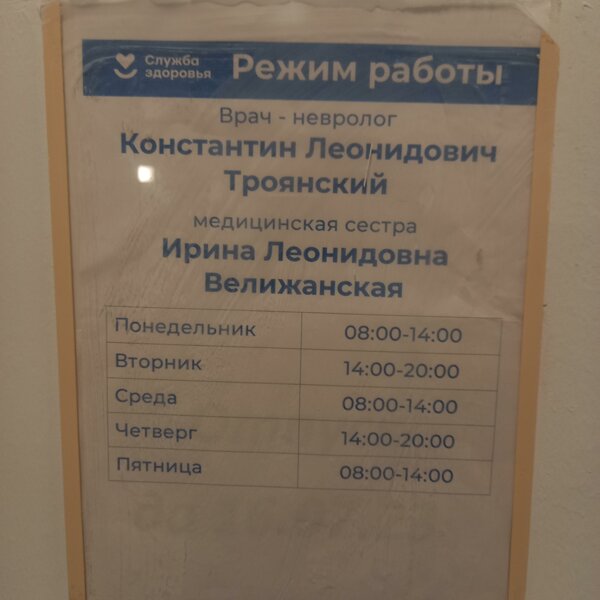 Служба
здоровья
Режим работы
Врач - невролог
Константин Леонидович
Троянский
медицинская сестра
Ирина Леонидовна
Велижанская
Понедельник 08:00-14:00
Вторник 14:00-20:00
Среда 08:00-14:00
Четверг 14:00-20:00
Пятница 08:00-14:00